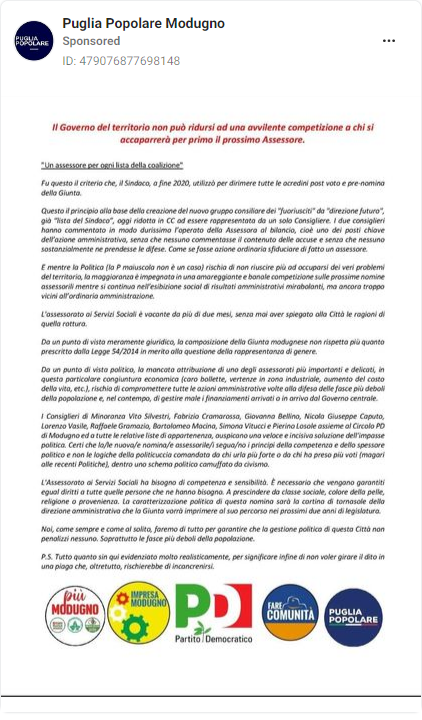 Puglia Popolare Modugno
Sponsored
ID: 479076877698148
Il Governo del territorio non può ridursi ad una avvilente competizione a chi si
accaparrerà per primo il prossimo Assessore.
"Un assessore per ogni lista della coalizione"
Fu questo il criterio che, il Sindaco, a fine 2020, utilizzò per dirimere tutte le acredini post voto e pre-nomina
della Giunta.
Questo il principio alla base della creazione del nuovo gruppo consiliare dei "fuoriusciti" da "direzione futuro",
già "lista del Sindaco", oggi ridotta in CC ad essere rappresentata da un solo Consigliere. I due consiglieri
hanno commentato in modo durissimo l'operato della Assessora al bilancio, cioè uno dei posti chiave
dell'azione amministrativa, senza che nessuno commentasse il contenuto delle accuse e senza che nessuno
sostanzialmente ne prendesse le difese. Come se fosse azione ordinaria sfiduciare di fatto un assessore.
E mentre la Politica (la P maiuscola non è un caso) rischia di non riuscire più ad occuparsi dei veri problemi
del territorio, la maggioranza è impegnata in una amareggiante e banale competizione sulle prossime nomine
assessorili mentre si continua nell'esibizione social di risultati amministrativi mirabolanti, ma ancora troppo
vicini all'ordinaria amministrazione.
L'assessorato ai Servizi Sociali è vacante da più di due mesi, senza mai aver spiegato alla Città le ragioni di
quella rottura.
Da un punto di vista meramente giuridico, la composizione della Giunta modugnese non rispetta più quanto
prescritto dalla Legge 54/2014 in merito alla questione della rappresentanza di genere.
Da un punto di vista politico, la mancata attribuzione di uno degli assessorati più importanti e delicati, in
questa particolare congiuntura economica (caro bollette, vertenze in zona industriale, aumento del costo
della vita, etc.), rischia di compromettere tutte le azioni amministrative volte alla difesa delle fasce più deboli
della popolazione e, nel contempo, di gestire male i finanziamenti arrivati o in arrivo dal Governo centrale.
I Consiglieri di Minoranza Vito Silvestri, Fabrizio Cramarossa, Giovanna Bellino, Nicola Giuseppe Caputo,
Lorenzo Vasile, Raffaele Gramazio, Bartolomeo Macina, Simona Vitucci e Pierino Losole assieme al Circolo PD
di Modugno ed a tutte le relative liste di appartenenza, auspicano una veloce e incisiva soluzione dell'impasse
politica. Certi che la/le nuova/e nomina/e assessorile/i segua/no i principi della competenza e dello spessore
politico e non le logiche della politicuccia comandata da chi urla più forte o da chi ha preso più voti (magari
alle recenti Politiche), dentro uno schema politico camuffato da civismo.
L'Assessorato ai Servizi Sociali ha bisogno di competenza e sensibilità. È necessario che vengano garantiti
eguali diritti a tutte quelle persone che ne hanno bisogno. A prescindere da classe sociale, colore della pelle,
religione o provenienza. La caratterizzazione politica di questa nomina sarà la cartina di tornasole della
direzione amministrativa che la Giunta vorrà imprimere al suo percorso nei prossimi due anni di legislatura.
Noi, come sempre e come al solito, faremo di tutto per garantire che la gestione politica di questa Città non
penalizzi nessuno. Soprattutto le fasce più deboli della popolazione.
P.S. Tutto quanto sin qui evidenziato molto realisticamente, per significare infine di non voler girare il dito in
una piaga che, oltretutto, rischierebbe di incancrenirsi.
più
MODUGNO
IMPRESA
MODUGNO
PD
Partito Democratico
FARE
COMUNITÀ
PUGLIA
POPOLARE